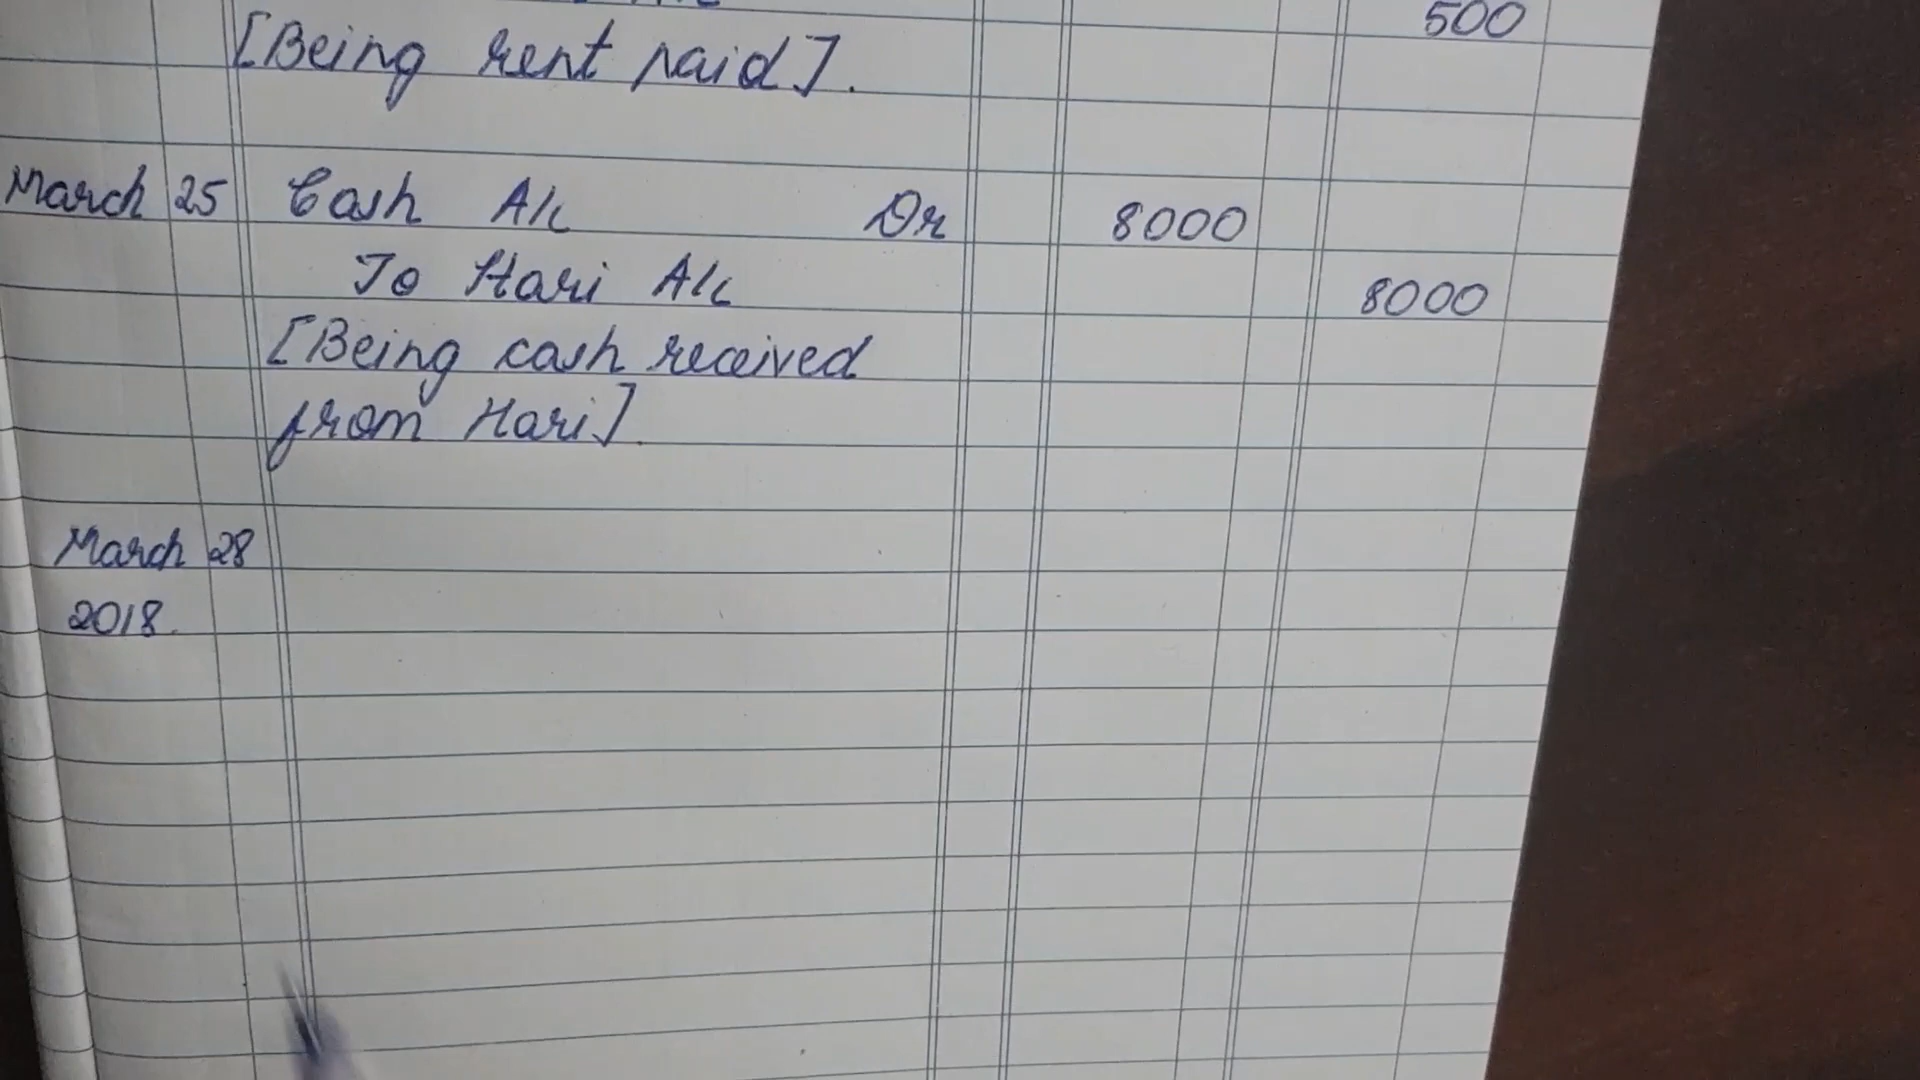 500
[Being rent paid].
March 25 Cash A/c Dr 8000
To Hari A/c 8000
[Being cash received
from Hari]
March 28
2018.